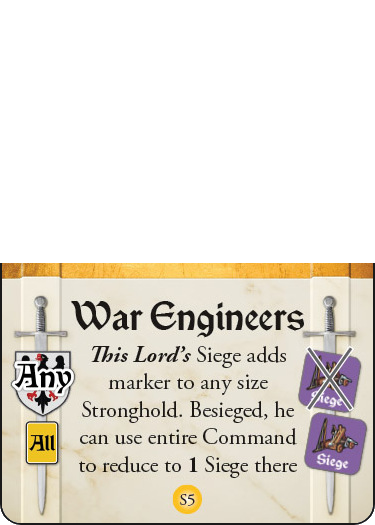 War Engineers
This Lord's Siege adds
marker to any size
Stronghold. Besieged, he
can use entire Command
to reduce to 1 Siege there
Any
All
Siege
Siege
S5